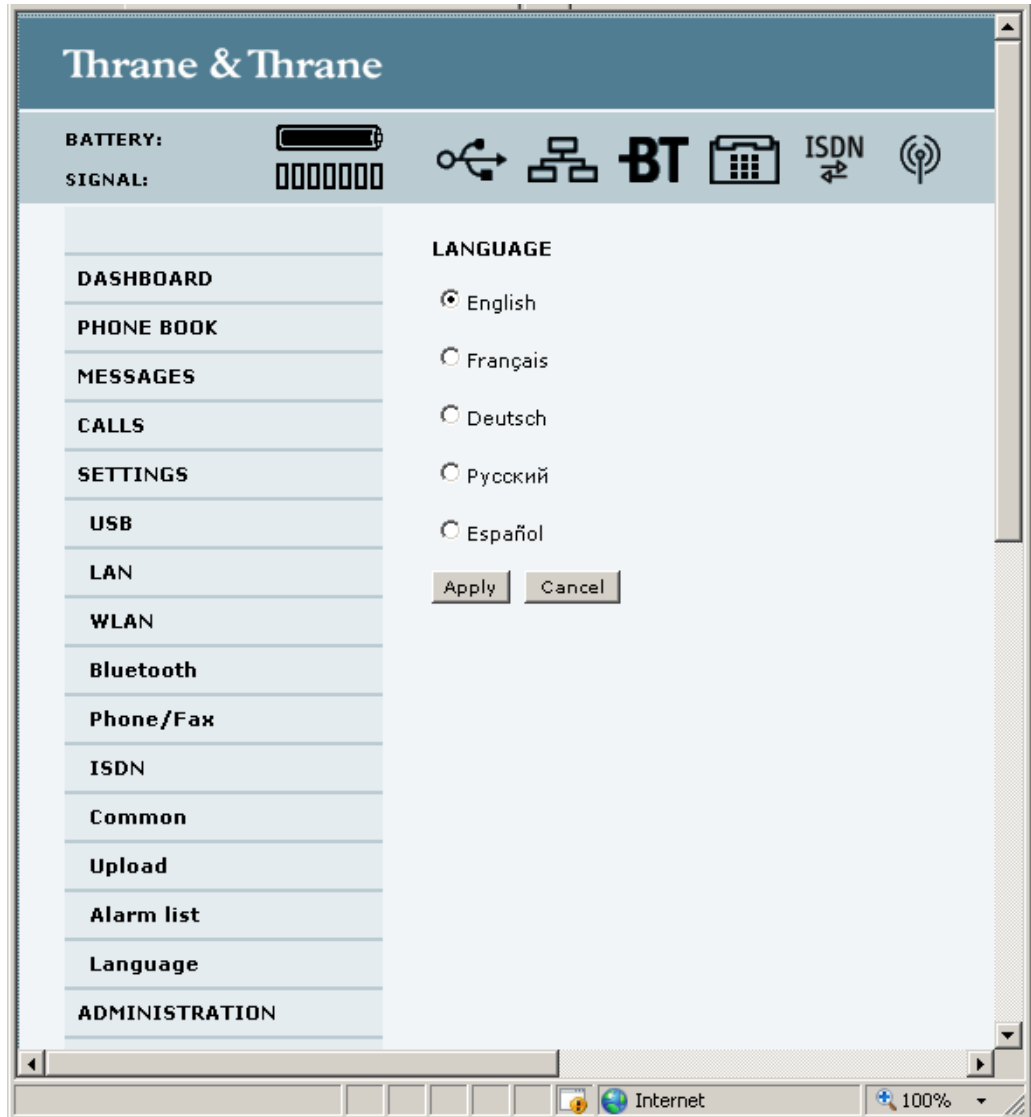 Thrane & Thrane
BATTERY:
SIGNAL:
BT
ISDN
DASHBOARD
PHONE BOOK
MESSAGES
CALLS
SETTINGS
USB
LAN
WLAN
Bluetooth
Phone/Fax
ISDN
Common
Upload
Alarm list
Language
ADMINISTRATION
LANGUAGE
English
Français
Deutsch
Русский
Español
Apply Cancel
Internet 100%